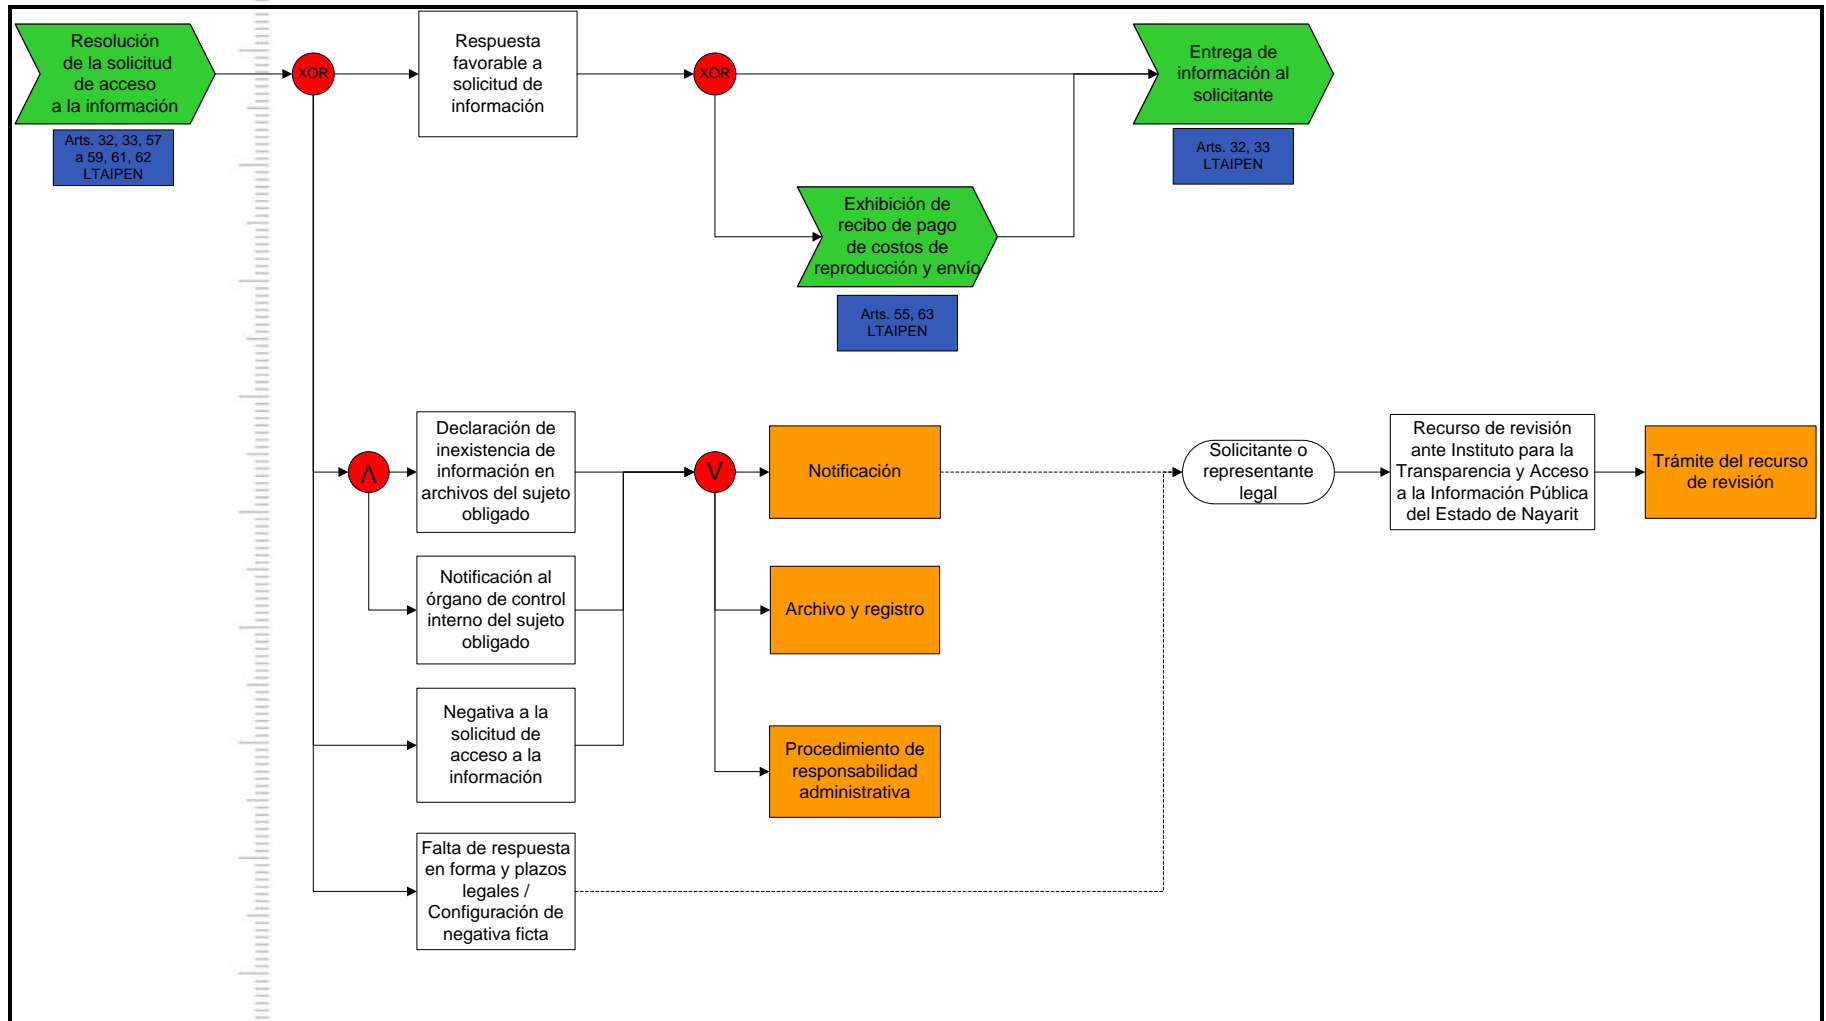 Resolución
de la solicitud
de acceso
a la información
Arts. 32, 33, 57
a 59, 61, 62
LTAIPEN
XOR
Respuesta
favorable a
solicitud de
información
XOR
Entrega de
información al
solicitante
Arts. 32, 33
LTAIPEN
Exhibición de
recibo de pago
de costos de
reproducción y envío
Arts. 55, 63
LTAIPEN
Λ
Declaración de
inexistencia de
información en
archivos del sujeto
obligado
V
Notificación
Solicitante o
representante
legal
Recurso de revisión
ante Instituto para la
Transparencia y Acceso
a la Información Pública
del Estado de Nayarit
Trámite del recurso
de revisión
Notificación al
órgano de control
interno del sujeto
obligado
Archivo y registro
Negativa a la
solicitud de
acceso a la
información
Procedimiento de
responsabilidad
administrativa
Falta de respuesta
en forma y plazos
legales /
Configuración de
negativa ficta